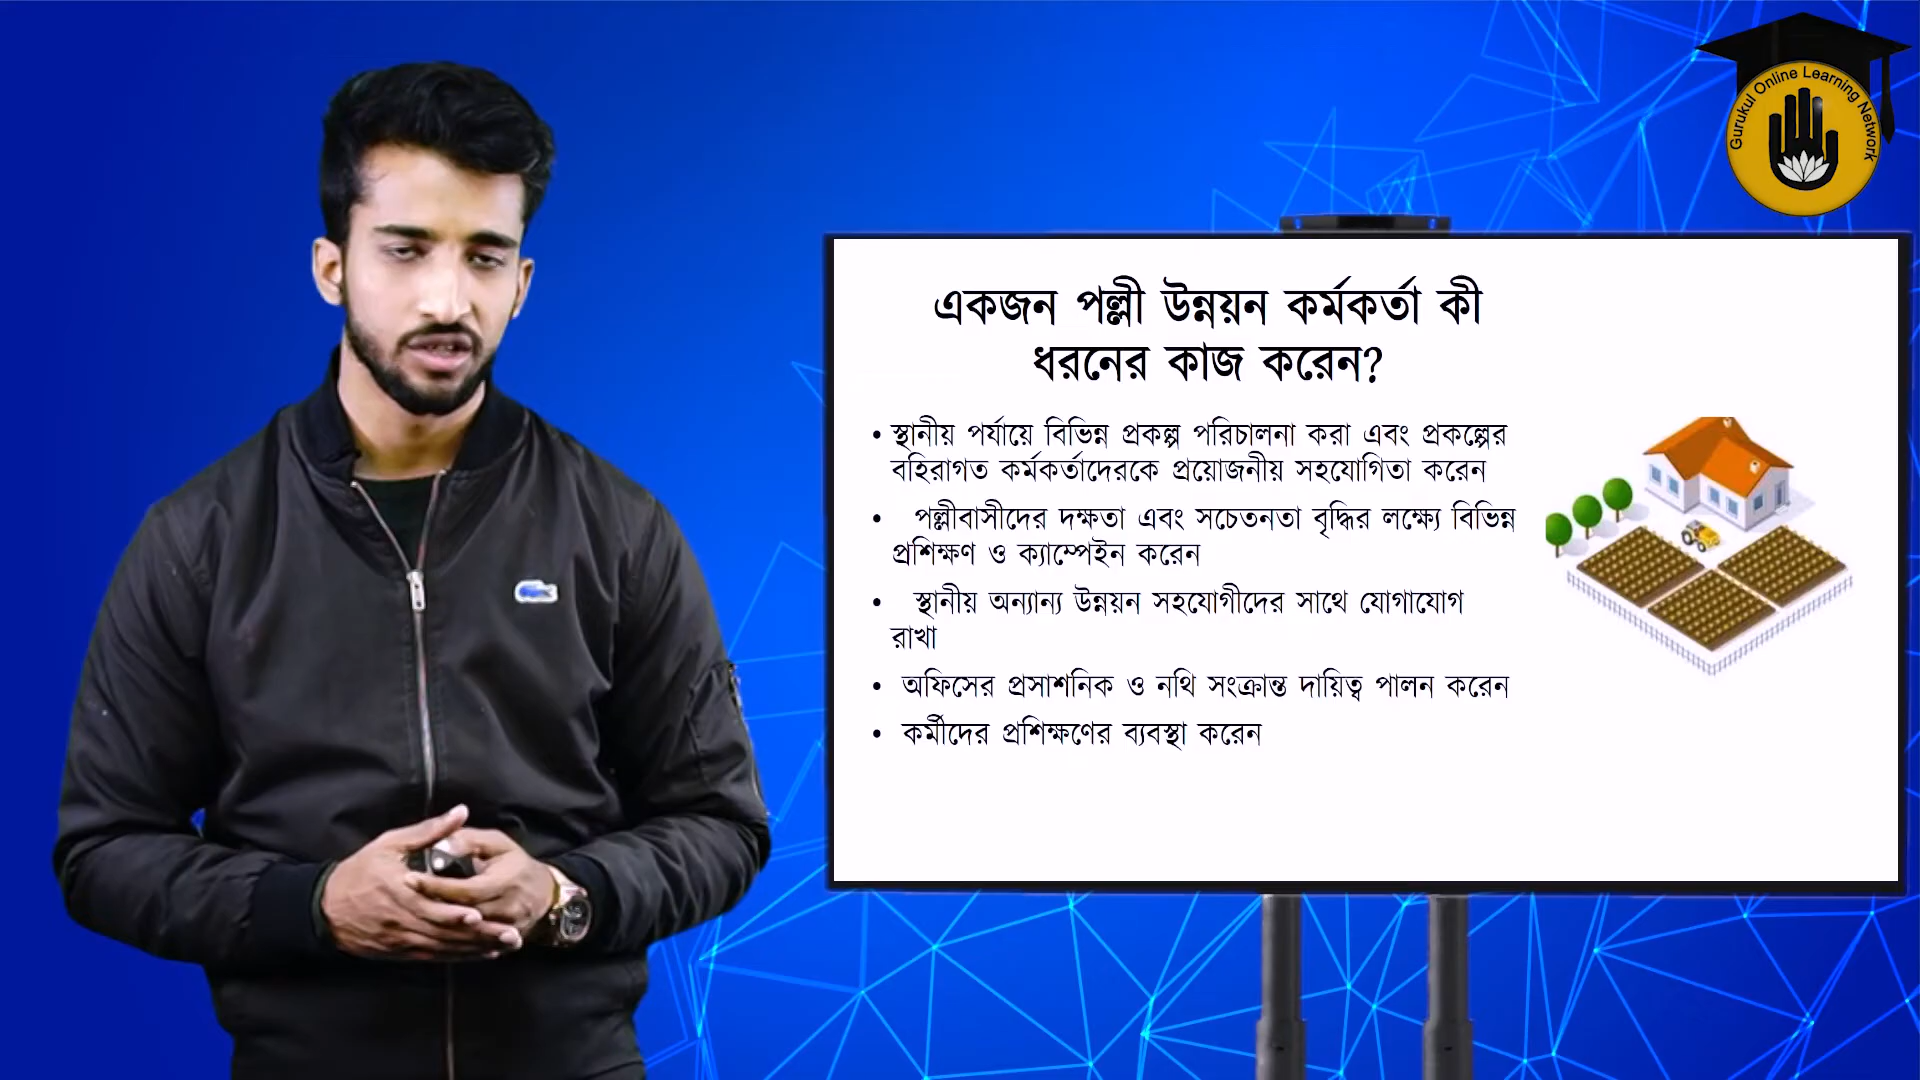 Gurukul Online Learning Network
একজন পল্লী উন্নয়ন কর্মকর্তা কী
ধরনের কাজ করেন?
• স্থানীয় পর্যায়ে বিভিন্ন প্রকল্প পরিচালনা করা এবং প্রকল্পের
বহিরাগত কর্মকর্তাদেরকে প্রয়োজনীয় সহযোগিতা করেন
• পল্লীবাসীদের দক্ষতা এবং সচেতনতা বৃদ্ধির লক্ষ্যে বিভিন্ন
প্রশিক্ষণ ও ক্যাম্পেইন করেন
• স্থানীয় অন্যান্য উন্নয়ন সহযোগীদের সাথে যোগাযোগ
রাখা
• অফিসের প্রসাশনিক ও নথি সংক্রান্ত দায়িত্ব পালন করেন
• কর্মীদের প্রশিক্ষণের ব্যবস্থা করেন